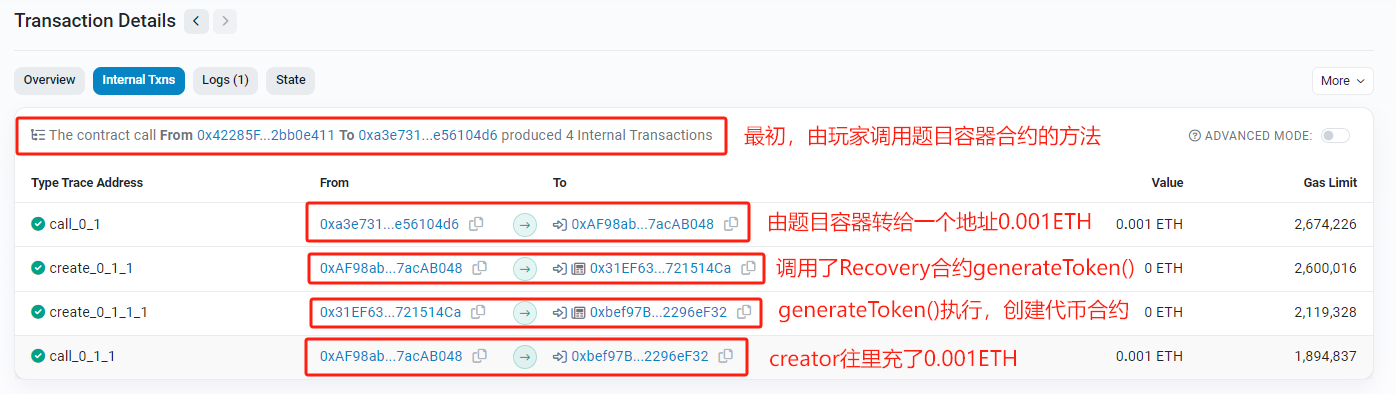 Transaction Details
Overview Internal Txns Logs (1) State More
The contract call From 0x42285F...2bb0e411 To 0xa3e731...e56104d6 produced 4 Internal Transactions 最初，由玩家调用题目容器合约的方法 ADVANCED MODE:
Type Trace Address From To Value Gas Limit
call_0_1 0xa3e731...e56104d6 0xAF98ab...7acAB048 由题目容器转给一个地址0.001ETH 0.001 ETH 2,674,226
create_0_1_1 0xAF98ab...7acAB048 0x31EF63...721514Ca 调用了Recovery合约generateToken() 0 ETH 2,600,016
create_0_1_1_1 0x31EF63...721514Ca 0xbef97B...2296eF32 generateToken()执行，创建代币合约 0 ETH 2,119,328
call_0_1_1 0xAF98ab...7acAB048 0xbef97B...2296eF32 creator往里充了0.001ETH 0.001 ETH 1,894,837